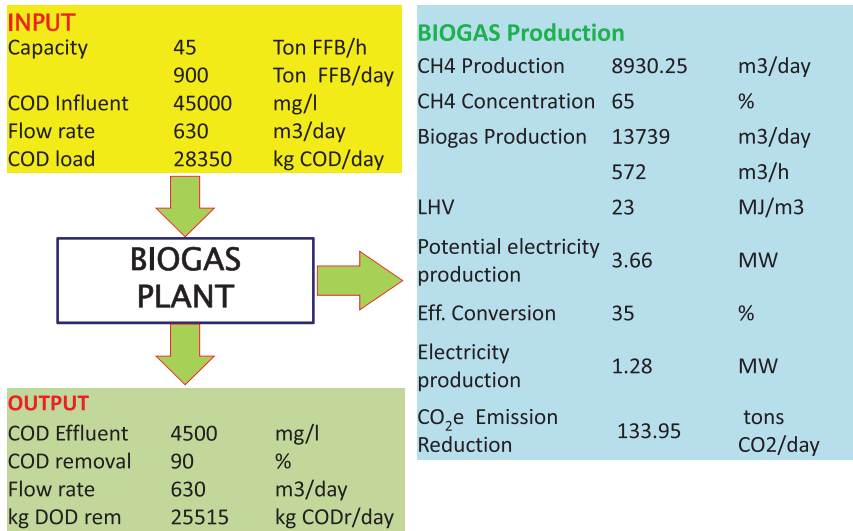 INPUT
Capacity 45 Ton FFB/h
900 Ton FFB/day
COD Influent 45000 mg/l
Flow rate 630 m3/day
COD load 28350 kg COD/day
BIOGAS
PLANT
OUTPUT
COD Effluent 4500 mg/l
COD removal 90 %
Flow rate 630 m3/day
kg DOD rem 25515 kg CODr/day
BIOGAS Production
CH4 Production 8930.25 m3/day
CH4 Concentration 65 %
Biogas Production 13739 m3/day
572 m3/h
LHV 23 MJ/m3
Potential electricity
production 3.66 MW
Eff. Conversion 35 %
Electricity
production 1.28 MW
CO₂e Emission
Reduction 133.95 tons
CO2/day